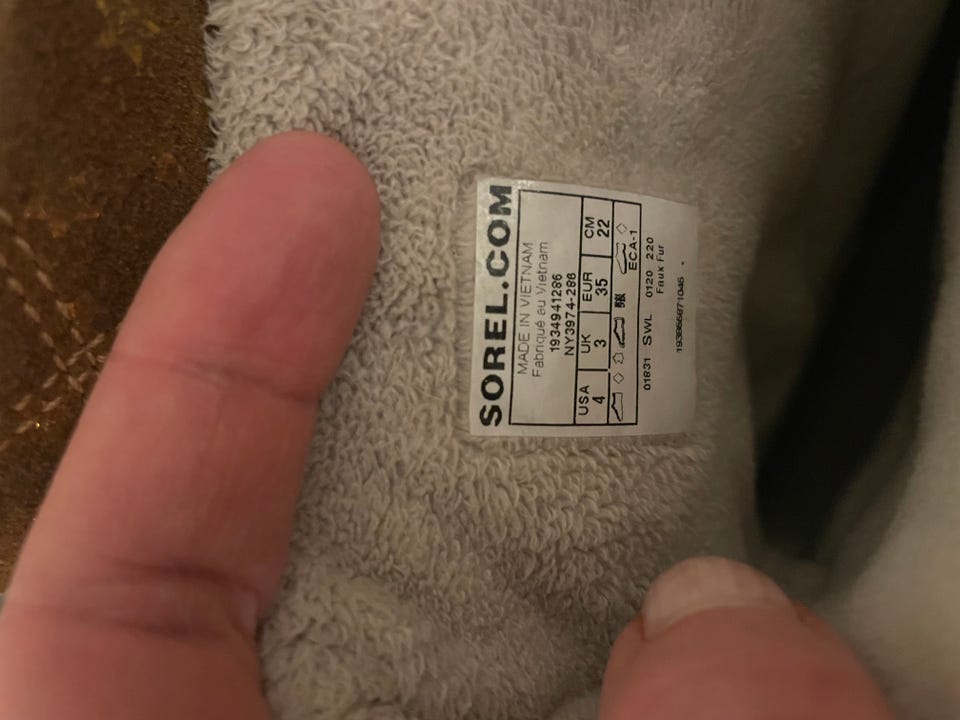 SOREL.COM
MADE IN VIETNAM
Fabriqué au Vietnam
1934941286
NY3974-288
USA UK EUR CM
4 3 35 22
ECA-1
01831 SWL 0120 220
Faux Fur